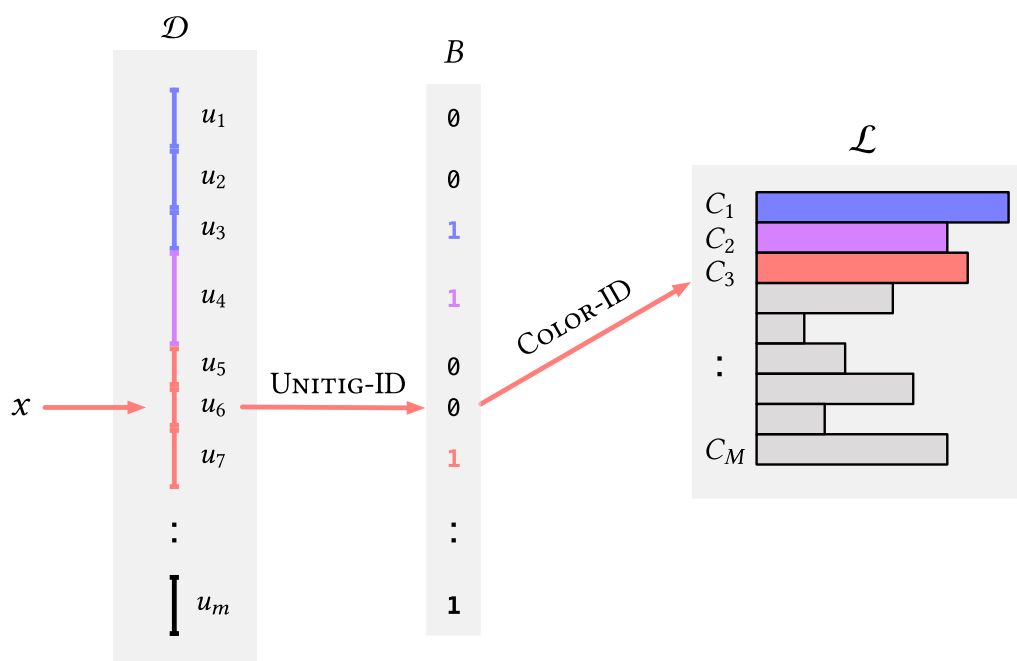 𝒟
B
ℒ
u₁ 0
u₂ 0
u₃ 1
u₄ 1
u₅ 0
x u₆ Unitig-ID 0 Color-ID
u₇ 1
:
:
uₘ 1
C₁
C₂
C₃
:
C_M